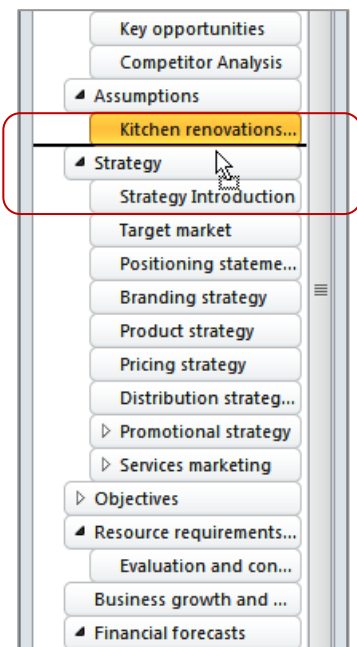 Key opportunities
Competitor Analysis
Assumptions
Kitchen renovations...
Strategy
Strategy Introduction
Target market
Positioning stateme...
Branding strategy
Product strategy
Pricing strategy
Distribution strateg...
Promotional strategy
Services marketing
Objectives
Resource requirements...
Evaluation and con...
Business growth and ...
Financial forecasts